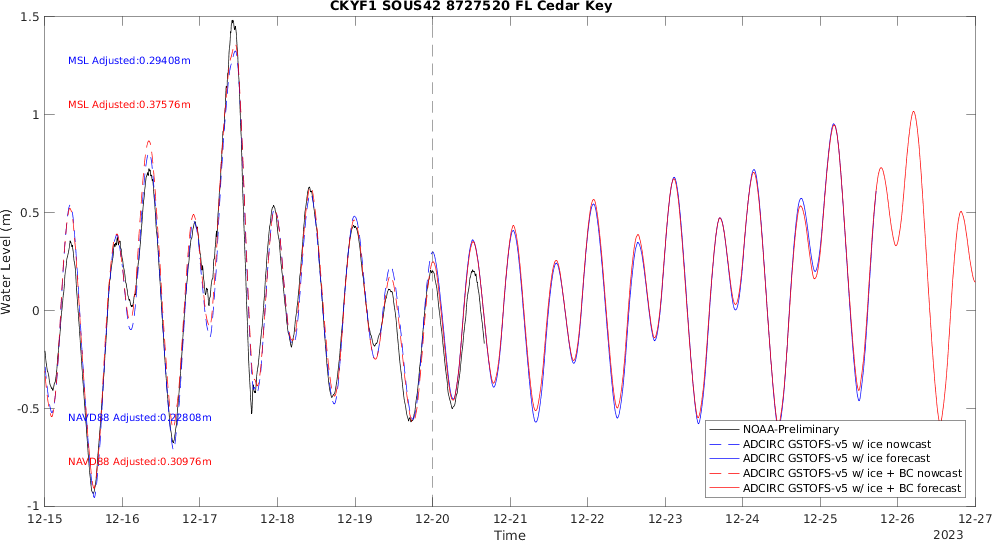 CKYF1 SOUS42 8727520 FL Cedar Key
1.5
1
0.5
0
-0.5
-1
Water Level (m)
MSL Adjusted:0.29408m
MSL Adjusted:0.37576m
NAVD88 Adjusted:0.22808m
NAVD88 Adjusted:0.30976m
NOAA-Preliminary
ADCIRC GSTOFS-v5 w/ ice nowcast
ADCIRC GSTOFS-v5 w/ ice forecast
ADCIRC GSTOFS-v5 w/ ice + BC nowcast
ADCIRC GSTOFS-v5 w/ ice + BC forecast
12-15 12-16 12-17 12-18 12-19 12-20 12-21 12-22 12-23 12-24 12-25 12-26 12-27
Time
2023